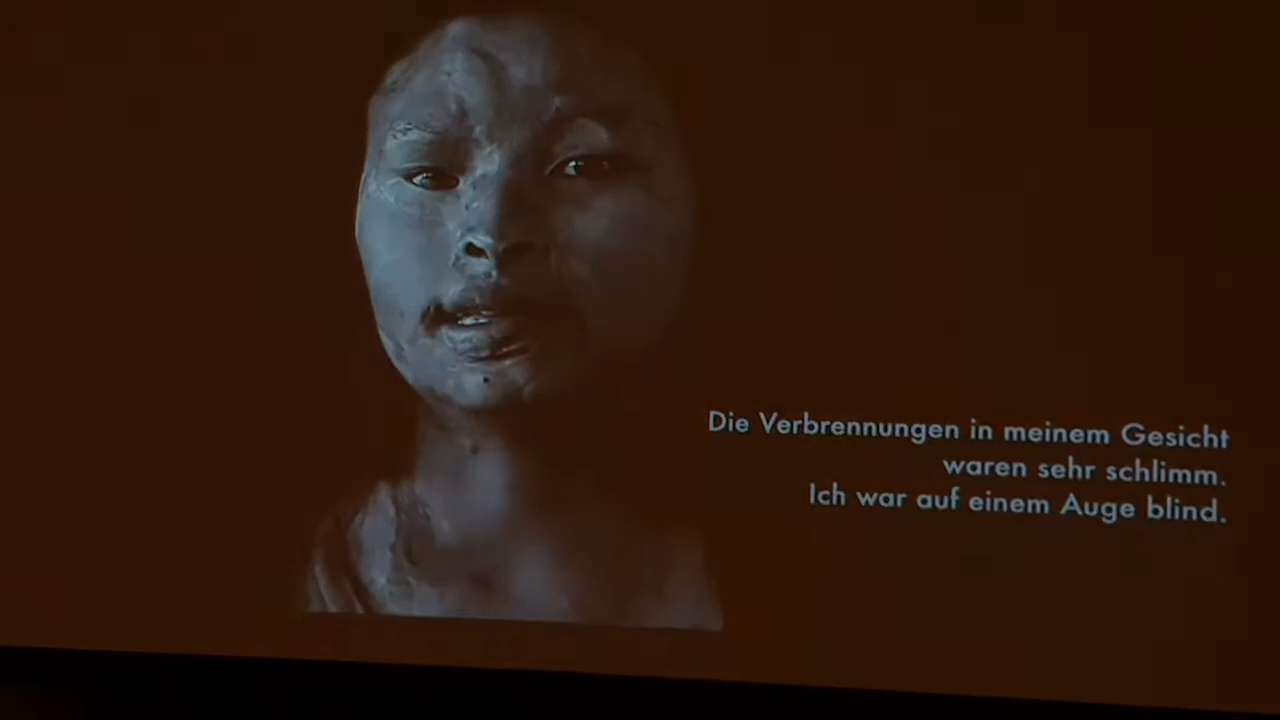 Die Verbrennungen in meinem Gesicht
waren sehr schlimm.
Ich war auf einem Auge blind.